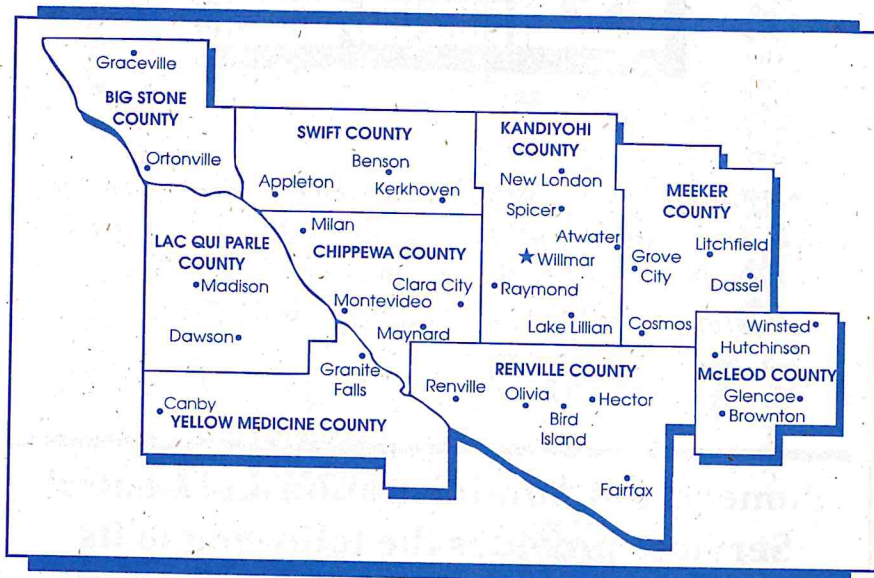 Graceville
BIG STONE
COUNTY
Ortonville
SWIFT COUNTY
Benson
Appleton
Kerkhoven
KANDIYOHI
COUNTY
New London
Spicer
Atwater
Willmar
Raymond
Lake Lillian
MEEKER
COUNTY
Litchfield
Grove
City
Dassel
Cosmos
LAC QUI PARLE
COUNTY
Madison
Dawson
Milan
CHIPPEWA COUNTY
Clara City
Montevideo
Maynard
Granite
Falls
Canby
YELLOW MEDICINE COUNTY
RENVILLE COUNTY
Renville
Olivia
Hector
Bird
Island
Fairfax
Winsted
Hutchinson
McLEOD COUNTY
Glencoe
Brownton